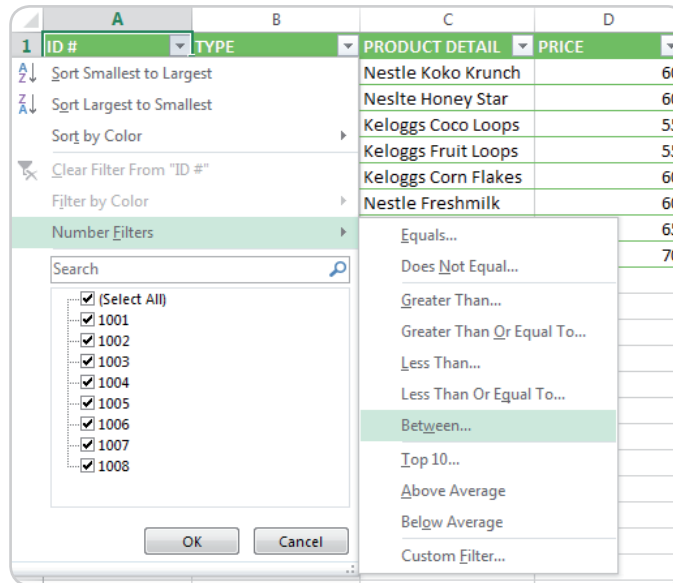 A B C D
1 ID # TYPE PRODUCT DETAIL PRICE
Sort Smallest to Largest
Sort Largest to Smallest
Sort by Color
Clear Filter From "ID #"
Filter by Color
Number Filters
Search
(Select All)
1001
1002
1003
1004
1005
1006
1007
1008
OK Cancel
Nestle Koko Krunch
Neslte Honey Star
Keloggs Coco Loops
Keloggs Fruit Loops
Keloggs Corn Flakes
Nestle Freshmilk
Equals...
Does Not Equal...
Greater Than...
Greater Than Or Equal To...
Less Than...
Less Than Or Equal To...
Between...
Top 10...
Above Average
Below Average
Custom Filter...